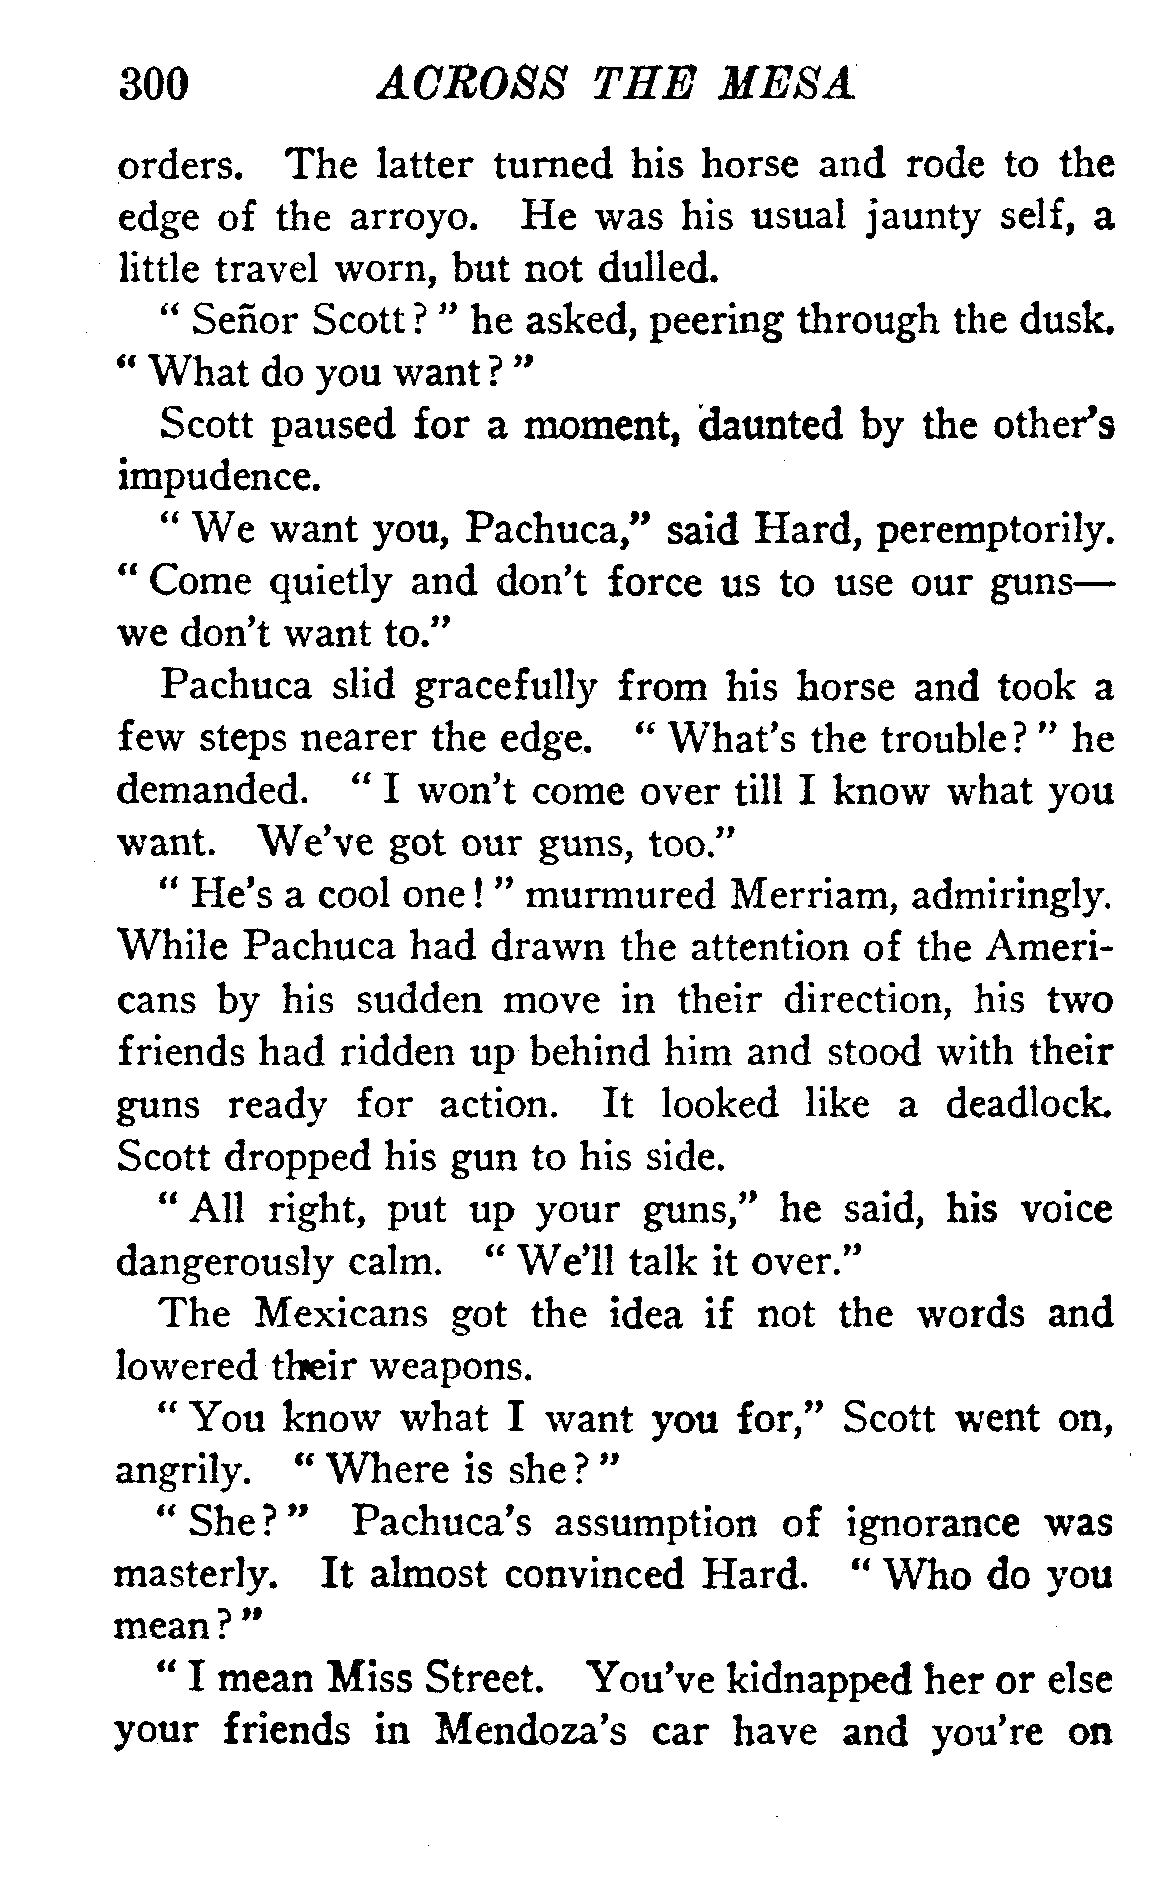 300 ACROSS THE MESA
orders. The latter turned his horse and rode to the
edge of the arroyo. He was his usual jaunty self, a
little travel worn, but not dulled.
" Señor Scott? " he asked, peering through the dusk.
" What do you want? "
Scott paused for a moment, daunted by the other's
impudence.
" We want you, Pachuca," said Hard, peremptorily.
" Come quietly and don't force us to use our guns—
we don't want to."
Pachuca slid gracefully from his horse and took a
few steps nearer the edge. " What's the trouble? " he
demanded. " I won't come over till I know what you
want. We've got our guns, too."
" He's a cool one! " murmured Merriam, admiringly.
While Pachuca had drawn the attention of the Ameri-
cans by his sudden move in their direction, his two
friends had ridden up behind him and stood with their
guns ready for action. It looked like a deadlock.
Scott dropped his gun to his side.
" All right, put up your guns," he said, his voice
dangerously calm. " We'll talk it over."
The Mexicans got the idea if not the words and
lowered their weapons.
" You know what I want you for," Scott went on,
angrily. " Where is she? "
" She? " Pachuca's assumption of ignorance was
masterly. It almost convinced Hard. " Who do you
mean? "
" I mean Miss Street. You've kidnapped her or else
your friends in Mendoza's car have and you're on